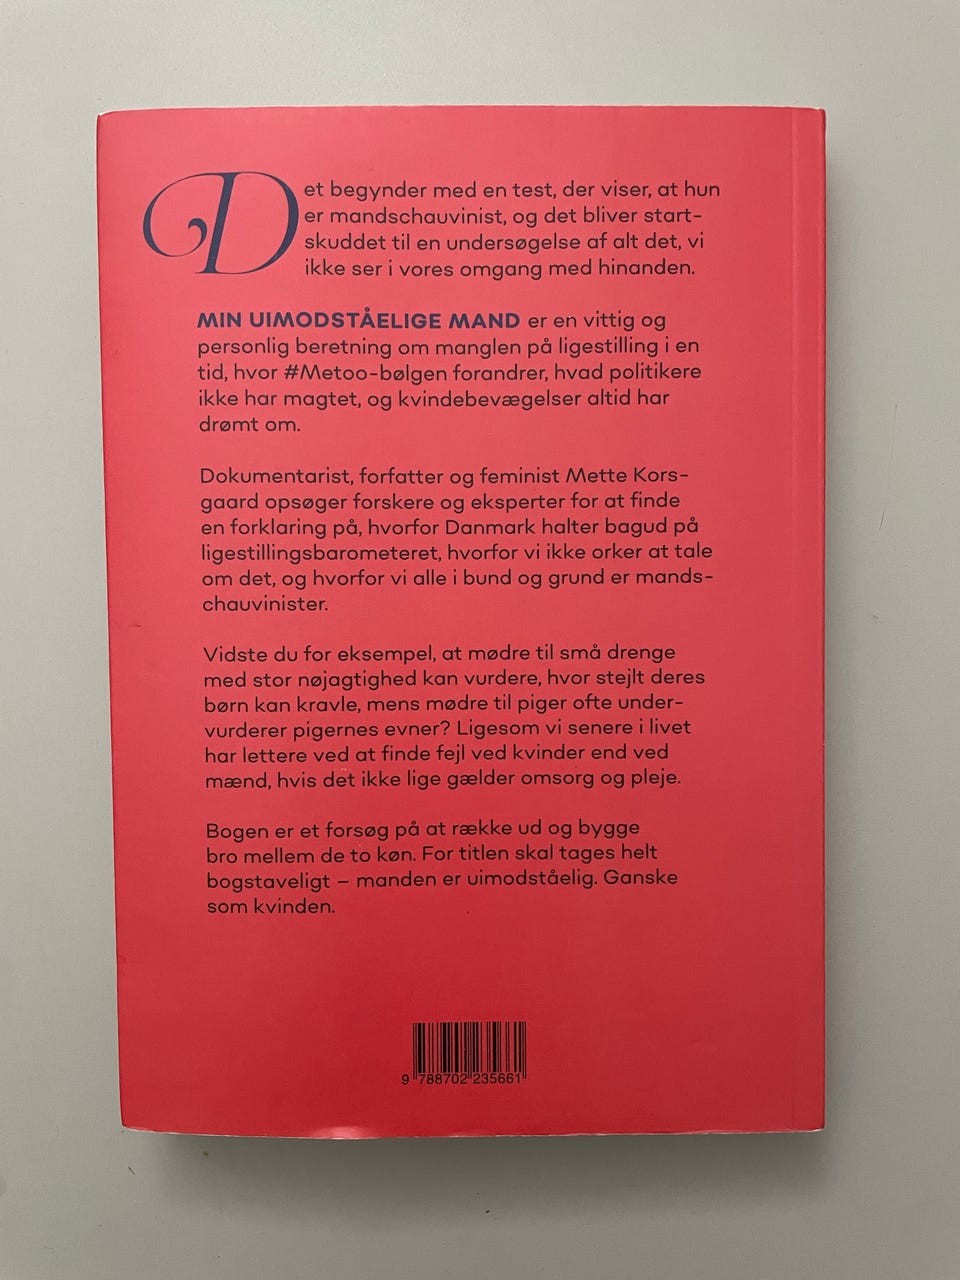 Det begynder med en test, der viser, at hun
er mandschauvinist, og det bliver start-
skuddet til en undersøgelse af alt det, vi
ikke ser i vores omgang med hinanden.
MIN UIMODSTÅELIGE MAND er en vittig og
personlig beretning om manglen på ligestilling i en
tid, hvor #Metoo-bølgen forandrer, hvad politikere
ikke har magtet, og kvindebevægelser altid har
drømt om.
Dokumentarist, forfatter og feminist Mette Kors-
gaard opsøger forskere og eksperter for at finde
en forklaring på, hvorfor Danmark halter bagud på
ligestillingsbarometeret, hvorfor vi ikke orker at tale
om det, og hvorfor vi alle i bund og grund er mands-
chauvinister.
Vidste du for eksempel, at mødre til små drenge
med stor nøjagtighed kan vurdere, hvor stejlt deres
børn kan kravle, mens mødre til piger ofte under-
vurderer pigernes evner? Ligesom vi senere i livet
har lettere ved at finde fejl ved kvinder end ved
mænd, hvis det ikke lige gælder omsorg og pleje.
Bogen er et forsøg på at række ud og bygge
bro mellem de to køn. For titlen skal tages helt
bogstaveligt – manden er uimodståelig. Ganske
som kvinden.
9 788702 235661